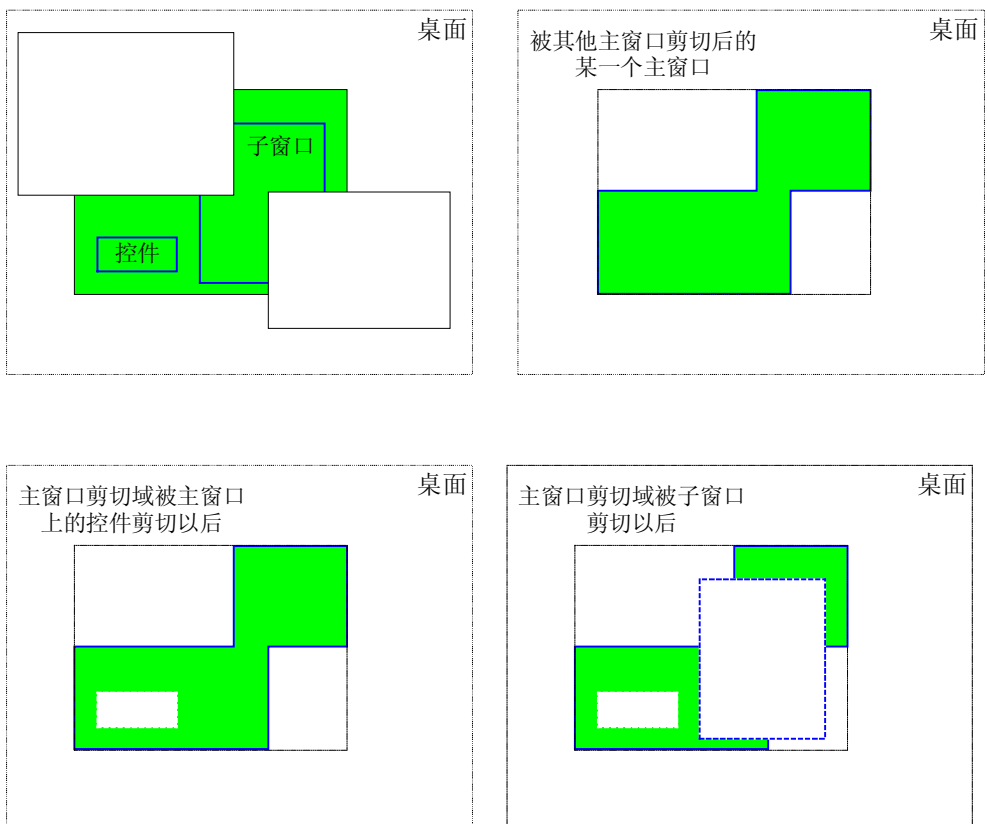 桌面
子窗口
控件
桌面
被其他主窗口剪切后的
某一个主窗口
桌面
主窗口剪切域被主窗口
上的控件剪切以后
桌面
主窗口剪切域被子窗口
剪切以后